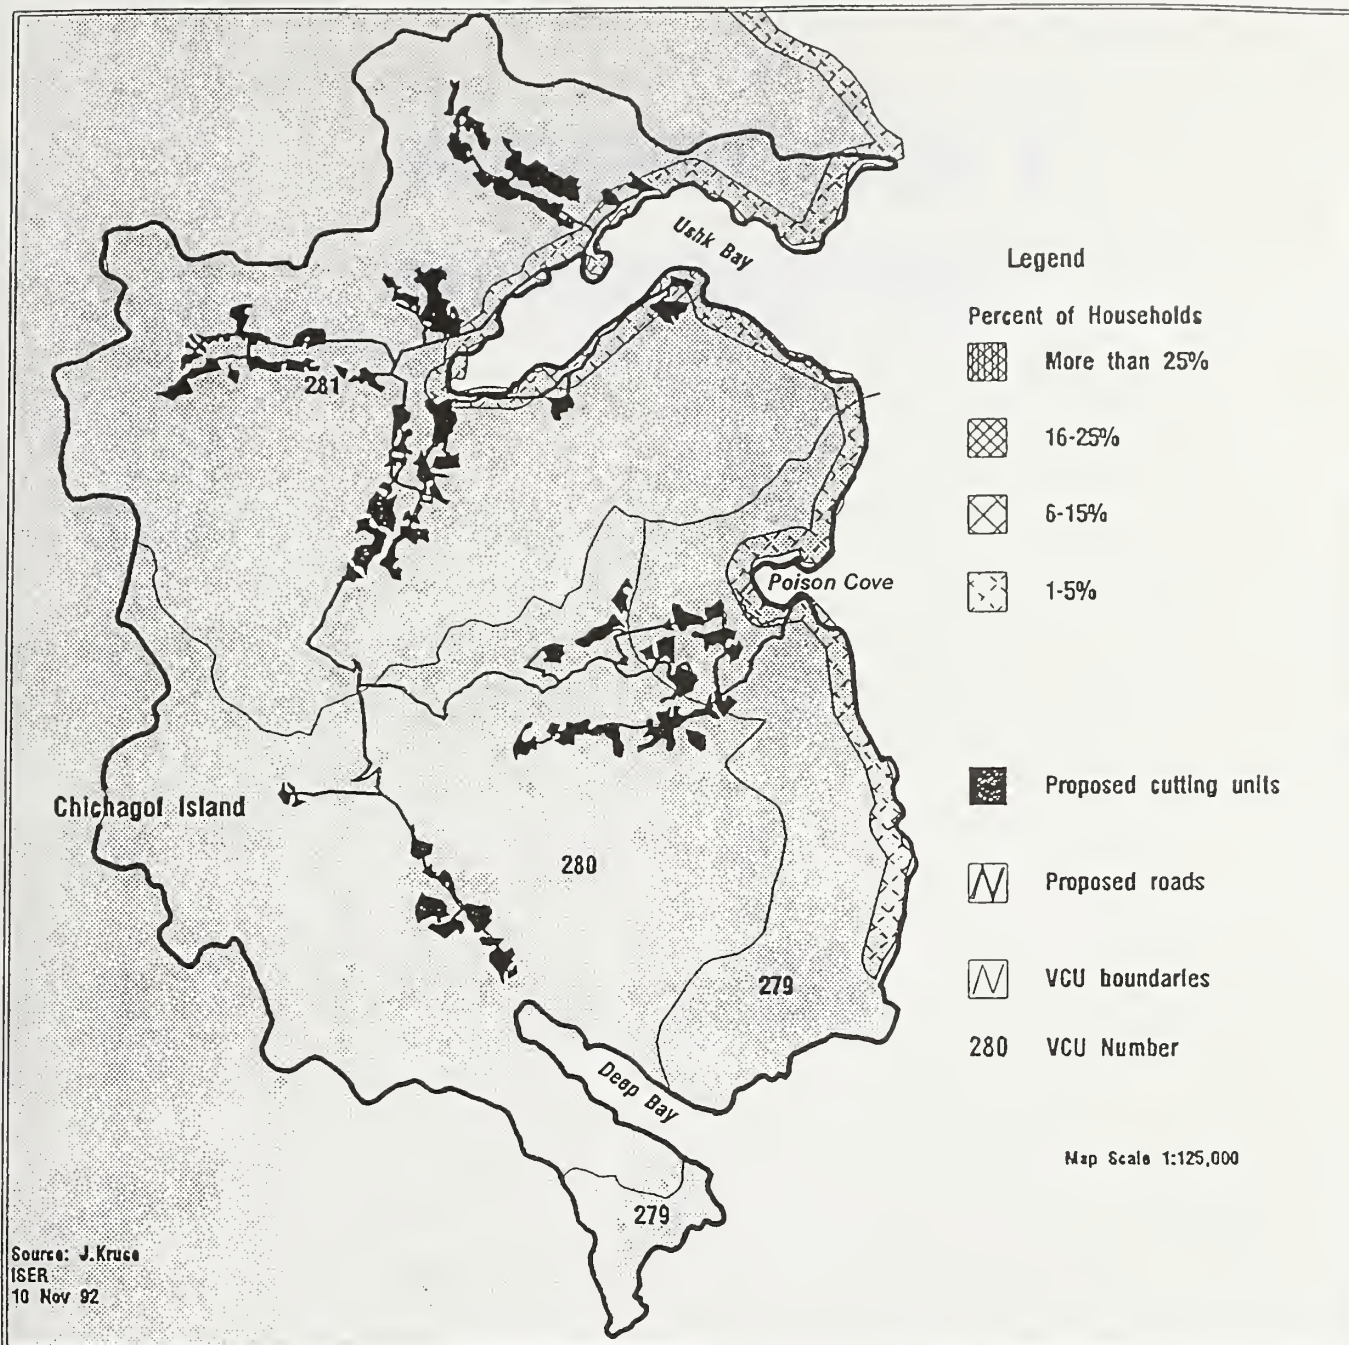 Ushk Bay
281
Poison Cove
Chichagof Island
280
279
Deep Bay
279
Source: J.Kruse
ISER
10 Nov 92
Legend
Percent of Households
More than 25%
16-25%
6-15%
1-5%
Proposed cutting units
Proposed roads
VCU boundaries
280 VCU Number
Map Scale 1:125,000